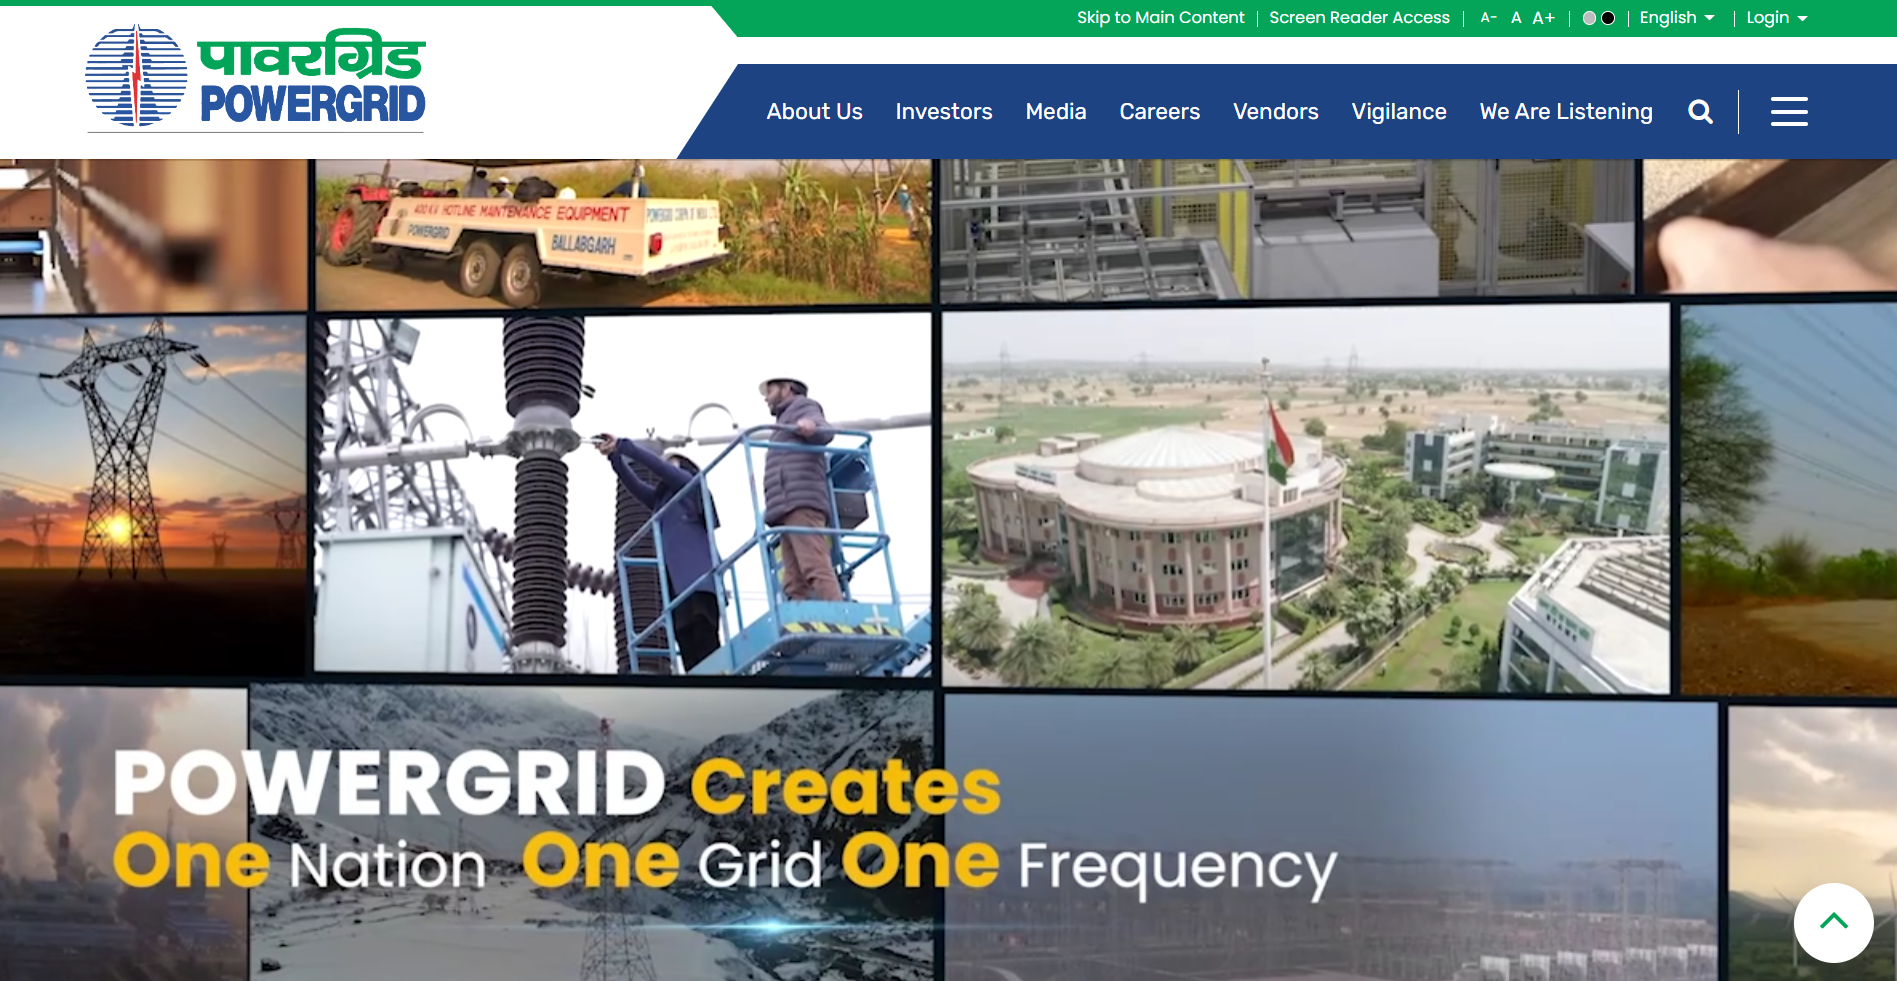 Skip to Main Content
Screen Reader Access
A-
A
A+
English
Login
पावरग्रिड
POWERGRID
About Us
Investors
Media
Careers
Vendors
Vigilance
We Are Listening
400 K.V. HOTLINE MAINTENANCE EQUIPMENT
POWERGRID
BALLABGARH
POWERGRID Creates
One Nation One Grid One Frequency